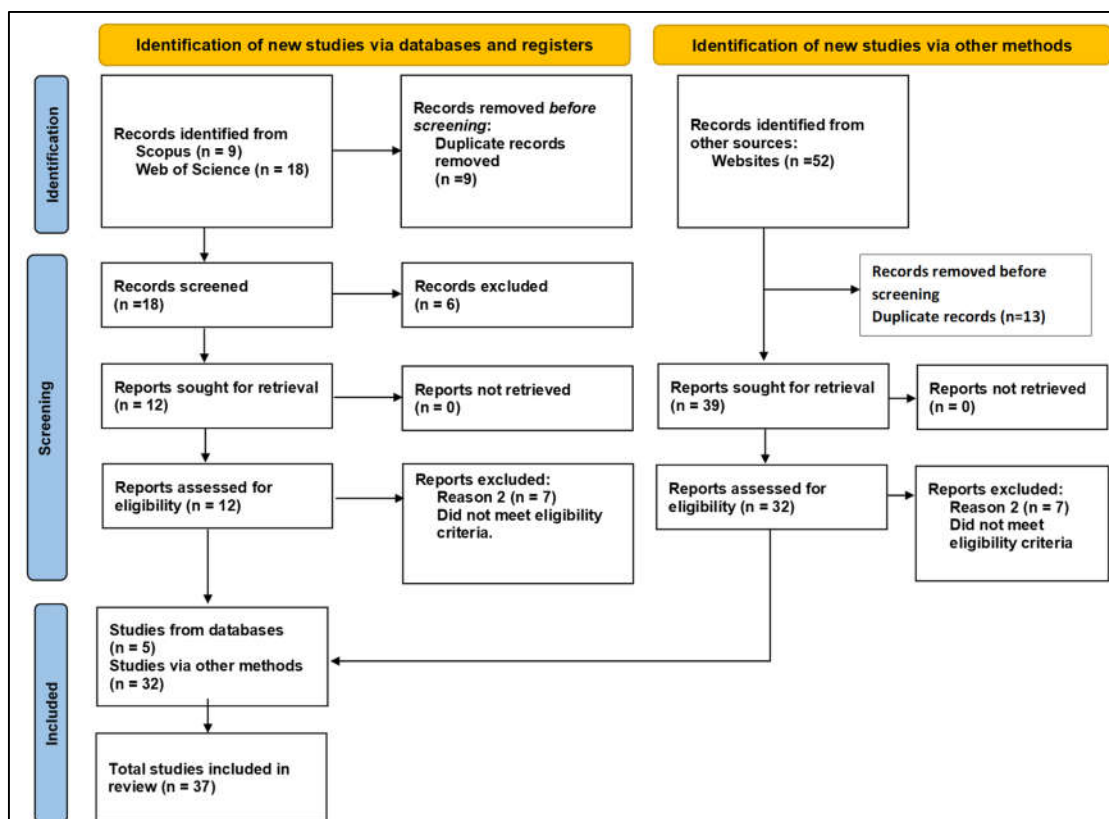 Identification of new studies via databases and registers
Identification of new studies via other methods
Identification
Records identified from
Scopus (n = 9)
Web of Science (n = 18)
Records removed before
screening:
Duplicate records
removed
(n =9)
Records identified from
other sources:
Websites (n =52)
Screening
Records screened
(n =18)
Records excluded
(n = 6)
Records removed before
screening
Duplicate records (n=13)
Reports sought for retrieval
(n = 12)
Reports not retrieved
(n = 0)
Reports sought for retrieval
(n = 39)
Reports not retrieved
(n = 0)
Reports assessed for
eligibility (n = 12)
Reports excluded:
Reason 2 (n = 7)
Did not meet eligibility
criteria.
Reports assessed for
eligibility (n = 32)
Reports excluded:
Reason 2 (n = 7)
Did not meet
eligibility criteria
Included
Studies from databases
(n = 5)
Studies via other methods
(n = 32)
Total studies included in
review (n = 37)